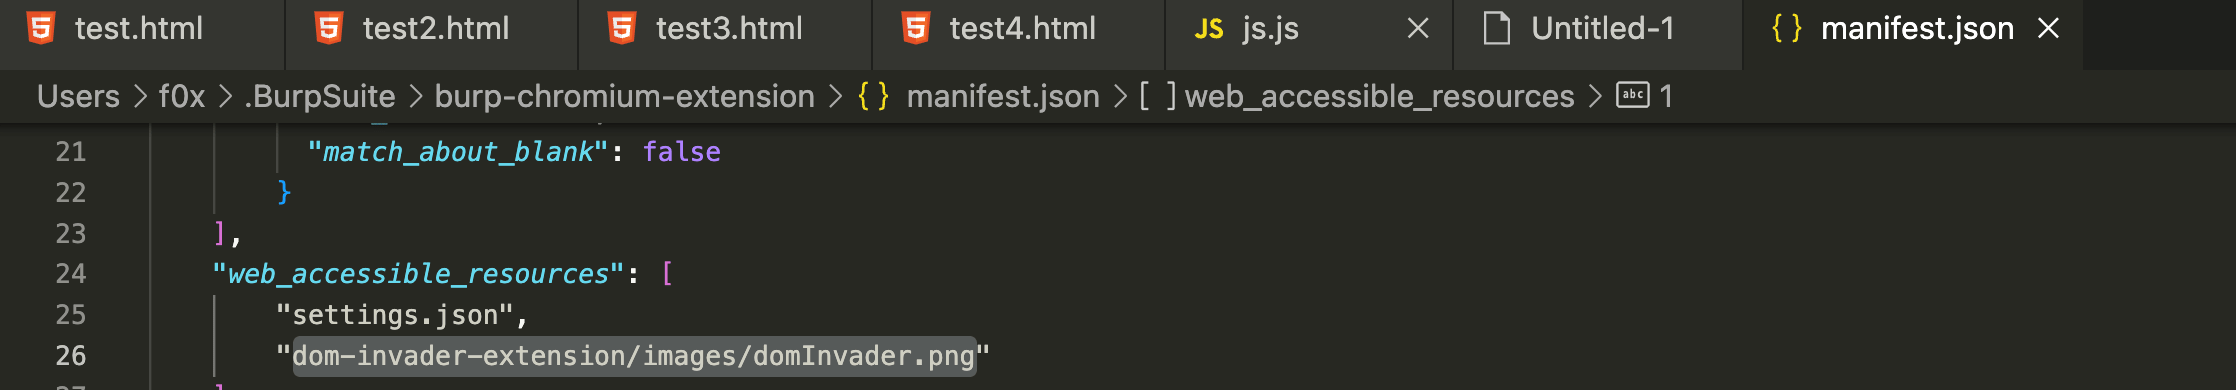 test.html test2.html test3.html test4.html JS js.js Untitled-1 {} manifest.json
Users > f0x > .BurpSuite > burp-chromium-extension > {} manifest.json > [ ] web_accessible_resources > abc 1
21 "match_about_blank": false
22 }
23 ],
24 "web_accessible_resources": [
25 "settings.json",
26 "dom-invader-extension/images/domInvader.png"